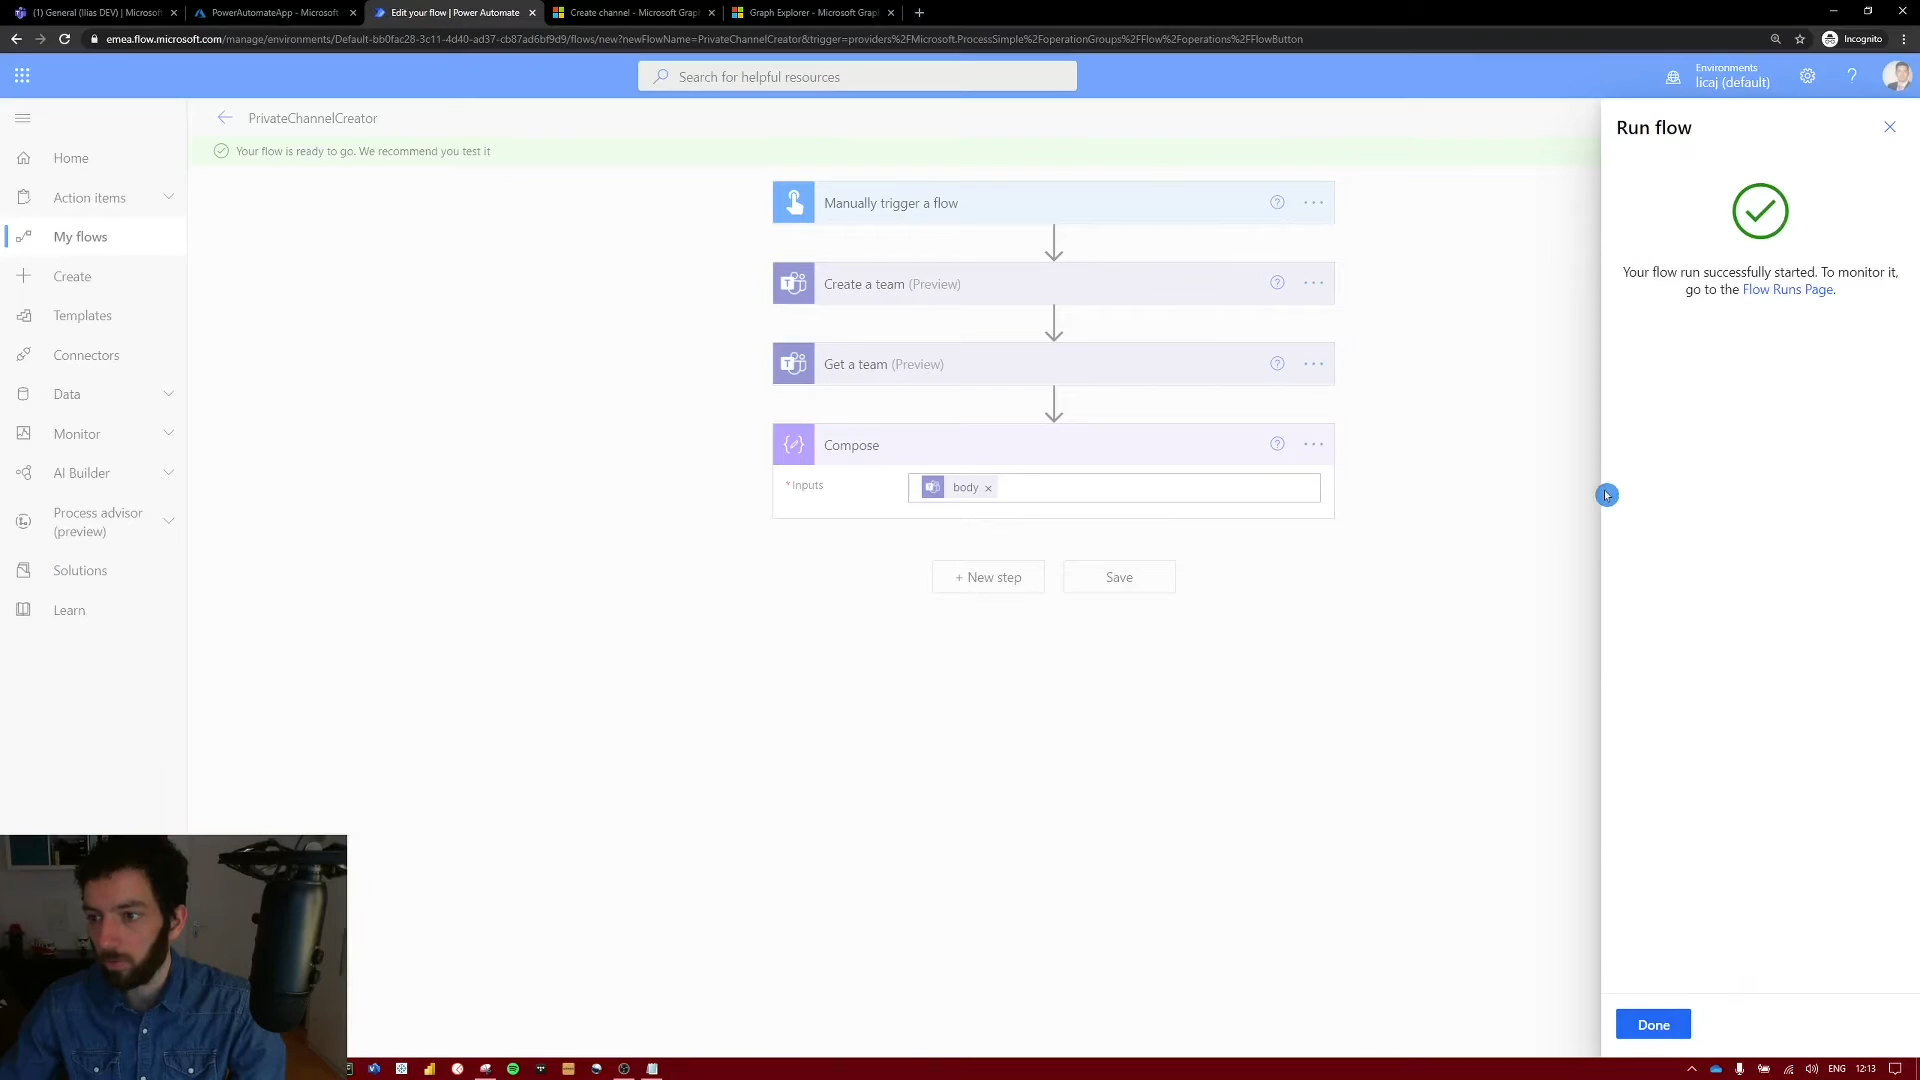 (1) General (Ilias DEV) | Microsof
PowerAutomateApp - Microsoft
Edit your flow | Power Automate
Create channel - Microsoft Grap
Graph Explorer - Microsoft Grap
emea.flow.microsoft.com/manage/environments/Default-bb0fac28-3c11-4d40-ad37-cb87ad6bf9d9/flows/new?newFlowName=PrivateChannelCreator&trigger=providers%2FMicrosoft.ProcessSimple%2FoperationGroups%2FFlow%2Foperations%2FFlowButton
Incognito
Search for helpful resources
Environments
licaj (default)
PrivateChannelCreator
Your flow is ready to go. We recommend you test it
Home
Action items
My flows
Create
Templates
Connectors
Data
Monitor
AI Builder
Process advisor
(preview)
Solutions
Learn
Manually trigger a flow
Create a team (Preview)
Get a team (Preview)
Compose
* Inputs
body
+ New step
Save
Run flow
Your flow run successfully started. To monitor it,
go to the Flow Runs Page.
Done
ENG
12:13